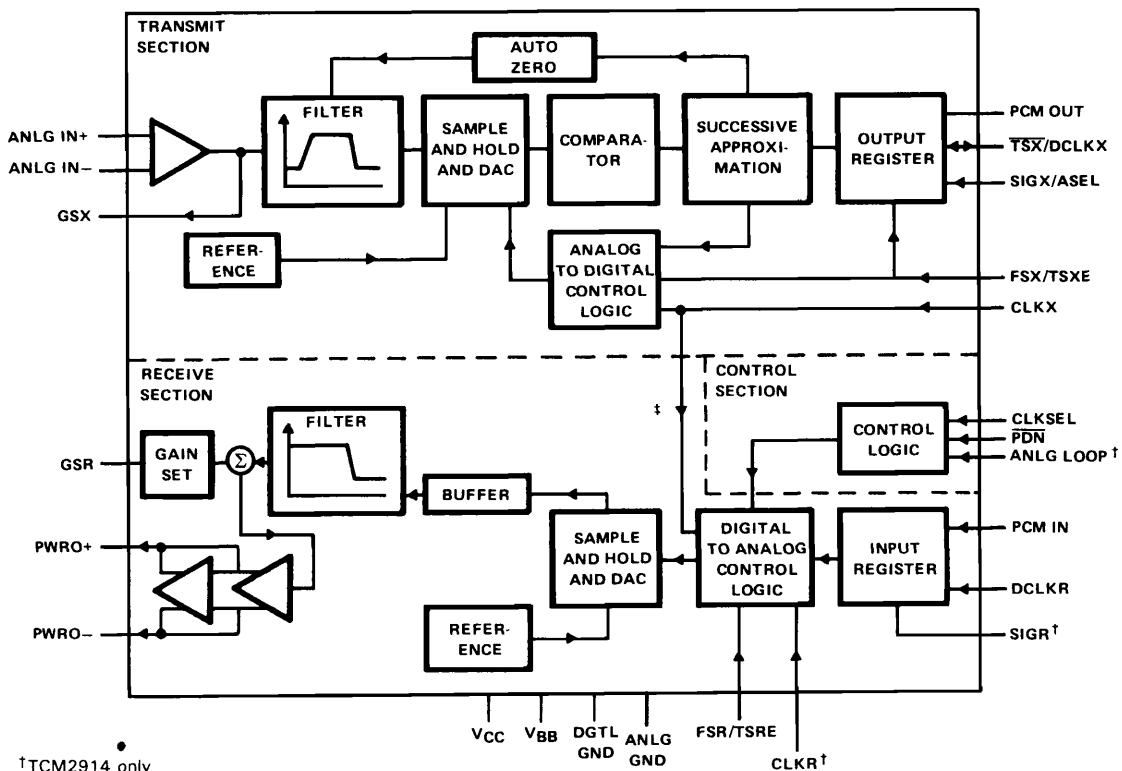 TRANSMIT
SECTION
AUTO
ZERO
FILTER
SAMPLE
AND HOLD
AND DAC
COMPARA-
TOR
SUCCESSIVE
APPROXI-
MATION
OUTPUT
REGISTER
PCM OUT
TSX/DCLKX
SIGX/ASEL
ANLG IN+
ANLG IN−
GSX
REFER-
ENCE
ANALOG
TO DIGITAL
CONTROL
LOGIC
FSX/TSXE
CLKX
RECEIVE
SECTION
CONTROL
SECTION
‡
FILTER
CONTROL
LOGIC
CLKSEL
PDN
ANLG LOOP†
GSR
GAIN
SET
Σ
BUFFER
PWRO+
PWRO−
SAMPLE
AND HOLD
AND DAC
DIGITAL
TO ANALOG
CONTROL
LOGIC
INPUT
REGISTER
PCM IN
DCLKR
SIGR†
REFER-
ENCE
VCC
VBB
DGTL
GND
ANLG
GND
FSR/TSRE
CLKR†
†TCM2914 only